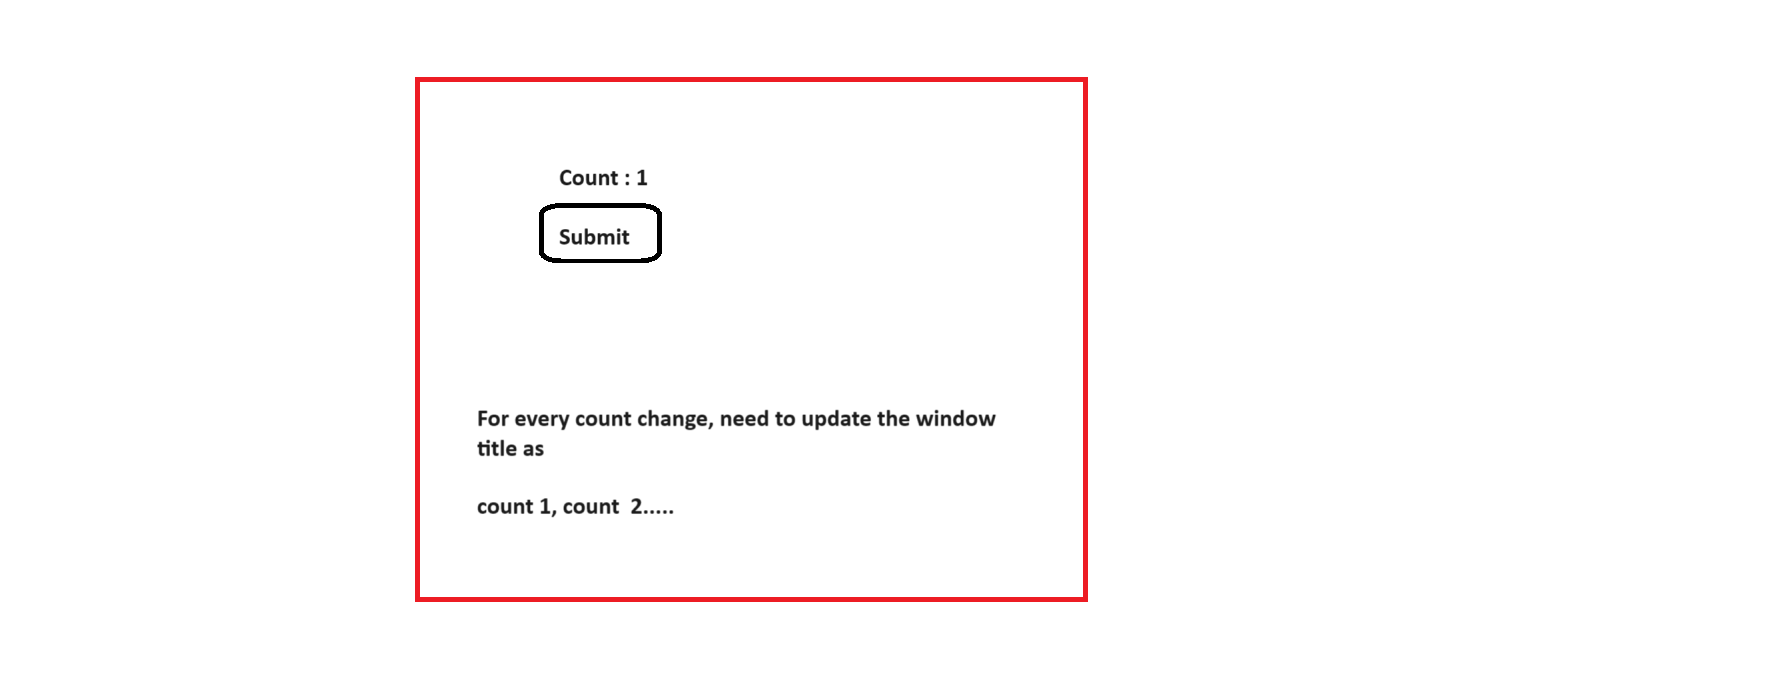 Count : 1
Submit
For every count change, need to update the window
title as
count 1, count  2.....